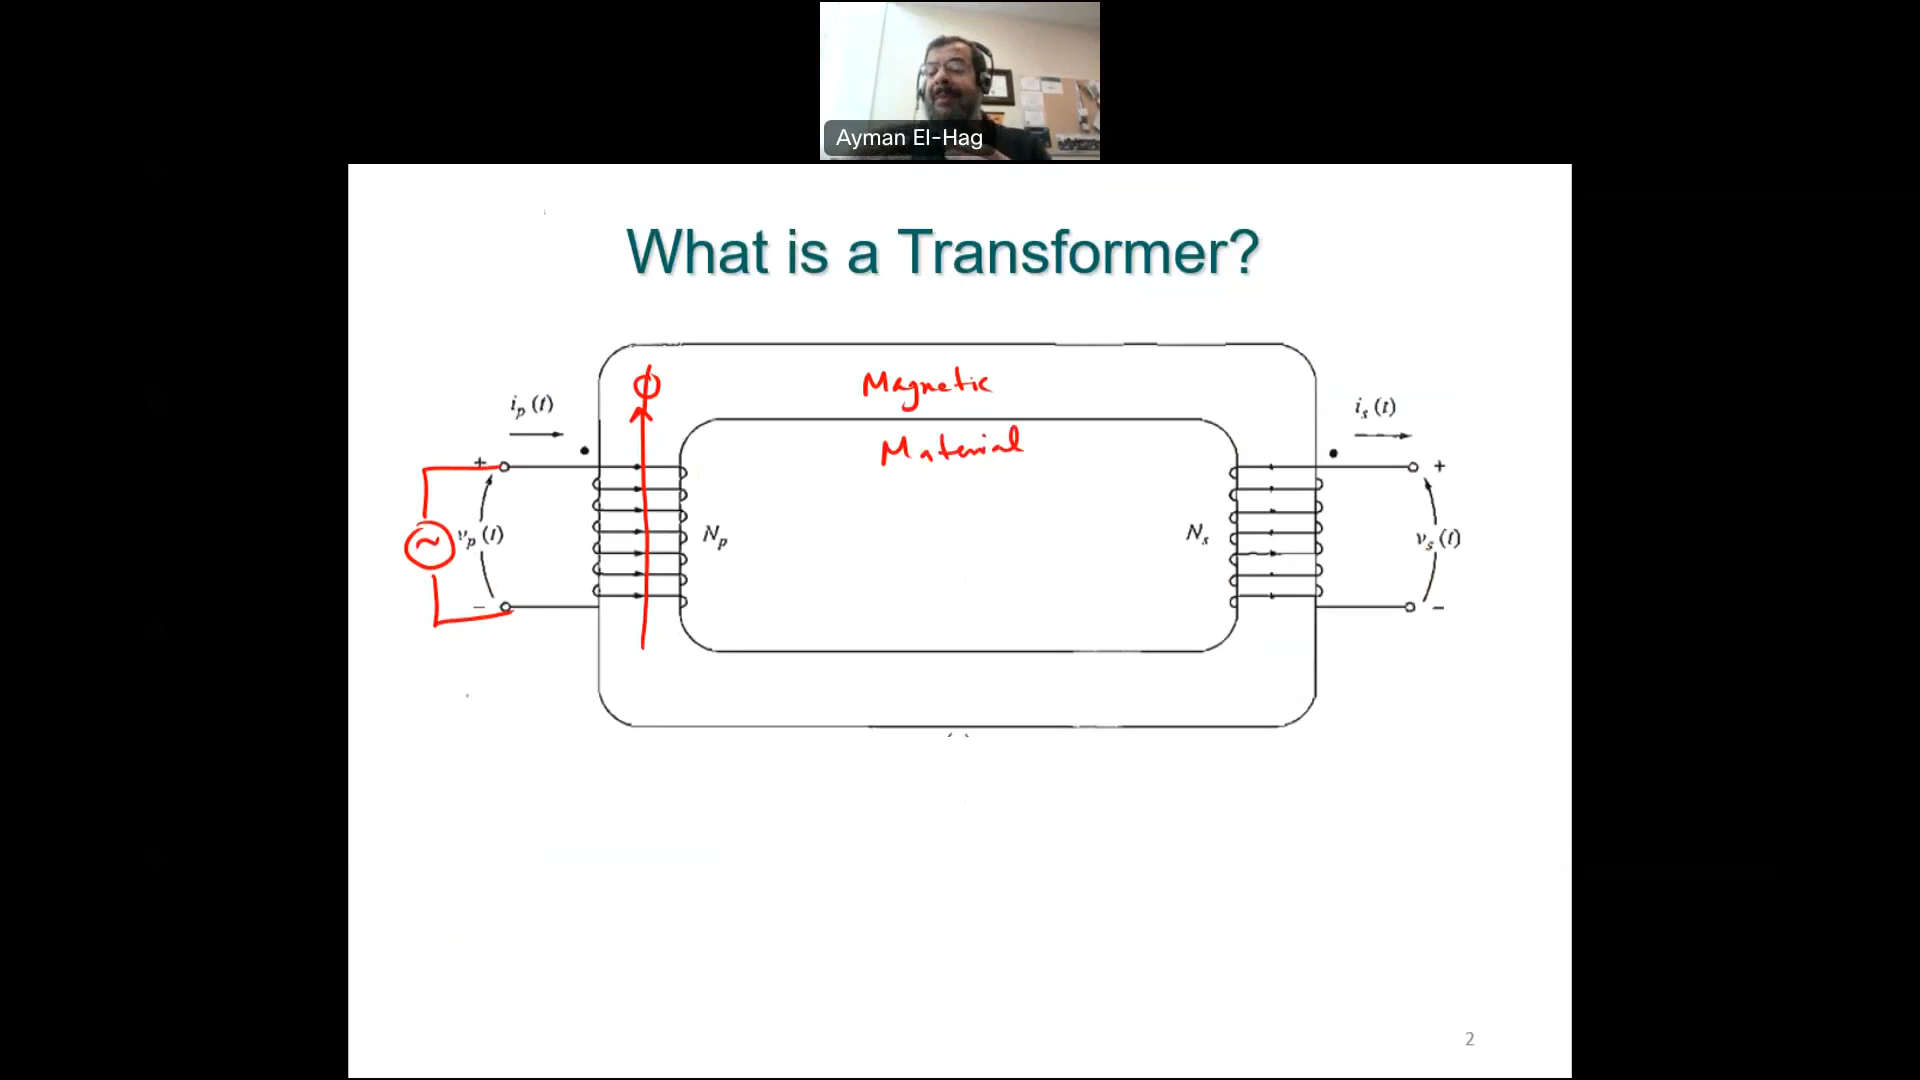 Ayman El-Hag
What is a Transformer?
ϕ
Magnetic
Material
i_p (t)
i_s (t)
+
+
v_p (t)
N_p
N_s
v_s (t)
–
–
2